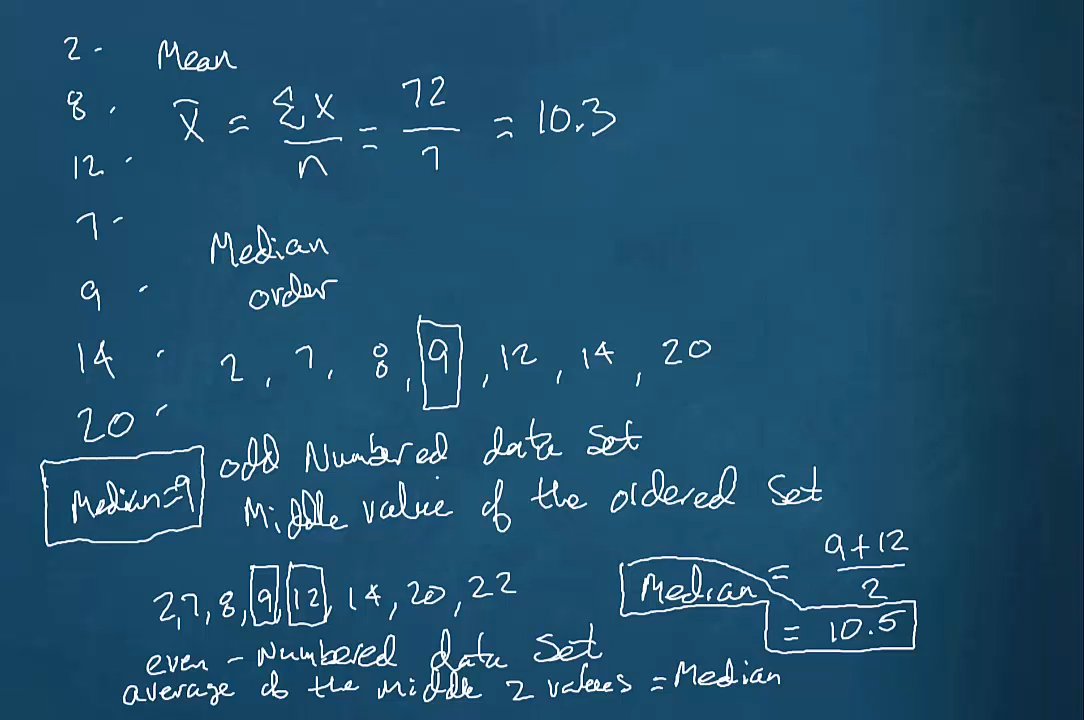 2 -
8 .
12 -
7 -
9 -
14 -
20 -
Mean
x̄ = Σx/n = 72/7 = 10.3
Median
order
2, 7, 8, 9, 12, 14, 20
odd Numbered data Set
Median=9
Middle value of the ordered Set
2,7,8,9,12,14,20,22
Median = 9+12/2
= 10.5
even - Numbered data Set
average of the Middle 2 values = Median